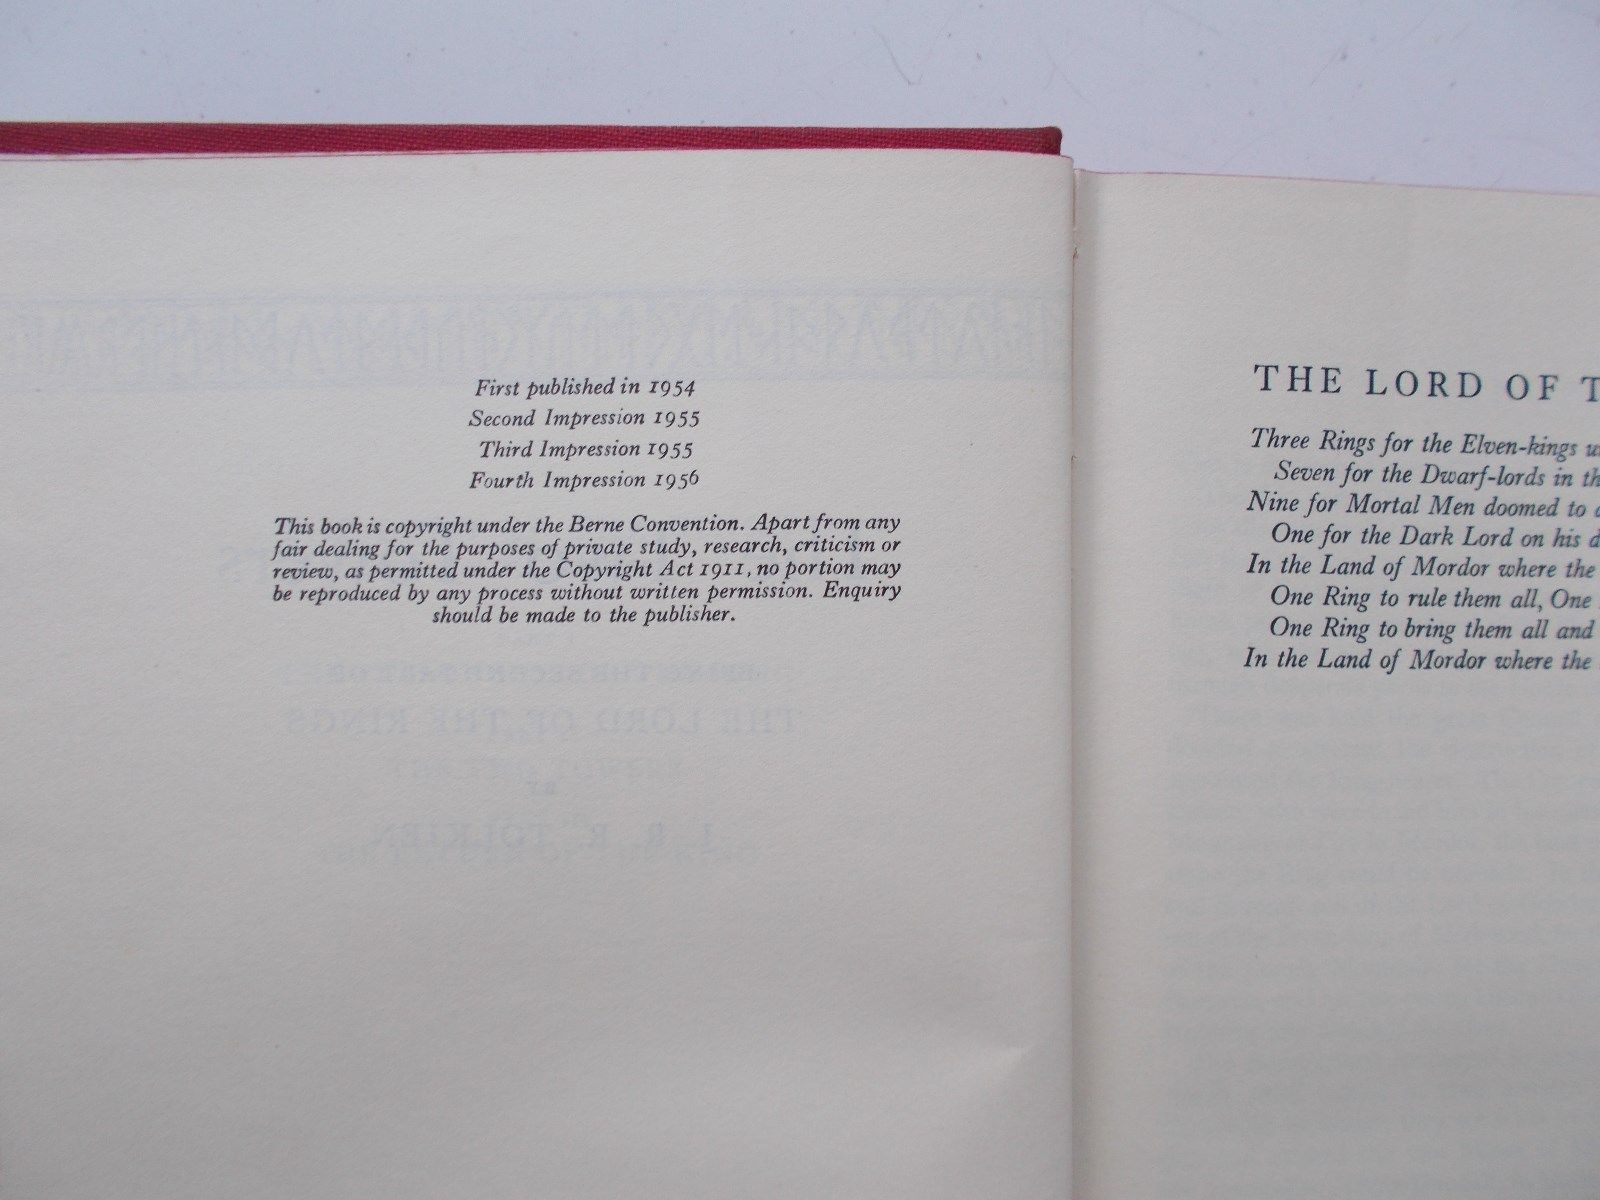 First published in 1954
Second Impression 1955
Third Impression 1955
Fourth Impression 1956
This book is copyright under the Berne Convention. Apart from any
fair dealing for the purposes of private study, research, criticism or
review, as permitted under the Copyright Act 1911, no portion may
be reproduced by any process without written permission. Enquiry
should be made to the publisher.
THE LORD OF T
Three Rings for the Elven-kings
Seven for the Dwarf-lords in
Nine for Mortal Men doomed to
One for the Dark Lord on his
In the Land of Mordor where the
One Ring to rule them all, One
One Ring to bring them all and
In the Land of Mordor where the